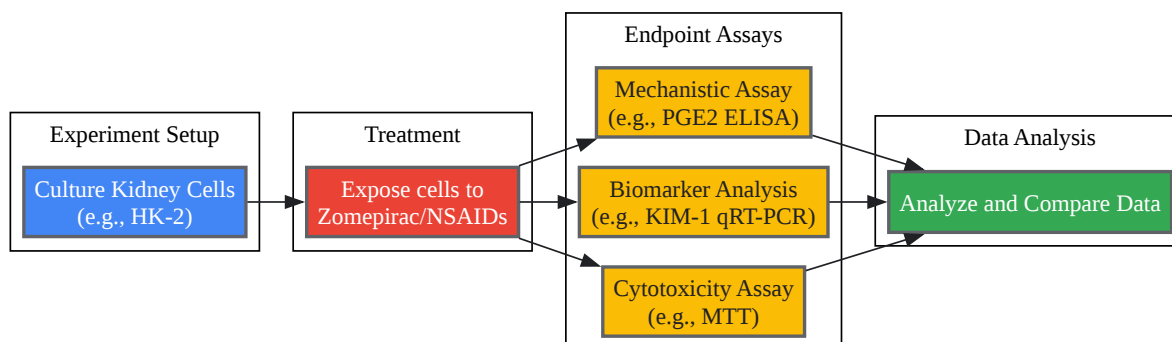 Experiment Setup
Culture Kidney Cells
(e.g., HK-2)
Treatment
Expose cells to
Zomepirac/NSAIDs
Endpoint Assays
Mechanistic Assay
(e.g., PGE2 ELISA)
Biomarker Analysis
(e.g., KIM-1 qRT-PCR)
Cytotoxicity Assay
(e.g., MTT)
Data Analysis
Analyze and Compare Data